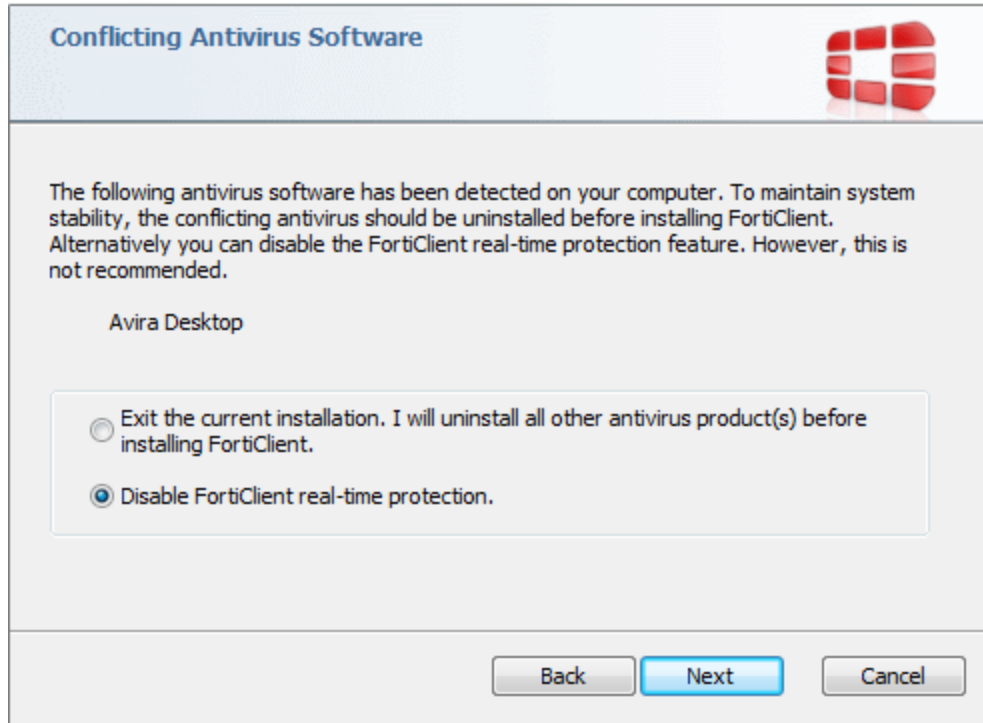 Conflicting Antivirus Software
The following antivirus software has been detected on your computer. To maintain system
stability, the conflicting antivirus should be uninstalled before installing FortiClient.
Alternatively you can disable the FortiClient real-time protection feature. However, this is
not recommended.
Avira Desktop
Exit the current installation. I will uninstall all other antivirus product(s) before
installing FortiClient.
Disable FortiClient real-time protection.
Back
Next
Cancel